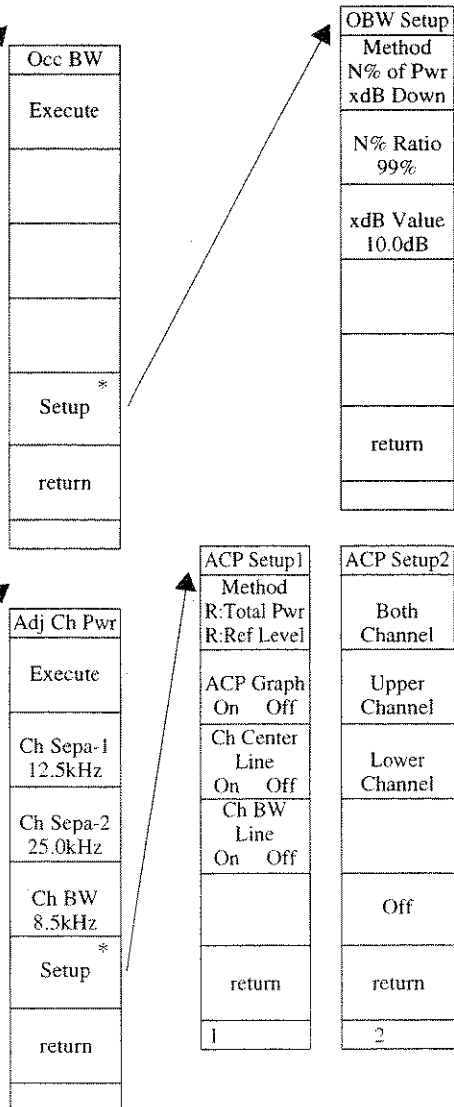 Occ BW
Execute
*
Setup
return
OBW Setup
Method
N% of Pwr
xdB Down
N% Ratio
99%
xdB Value
10.0dB
return
Adj Ch Pwr
Execute
Ch Sepa-1
12.5kHz
Ch Sepa-2
25.0kHz
Ch BW
8.5kHz
*
Setup
return
ACP Setup1
Method
R:Total Pwr
R:Ref Level
ACP Graph
On Off
Ch Center
Line
On Off
Ch BW
Line
On Off
return
1
ACP Setup2
Both
Channel
Upper
Channel
Lower
Channel
Off
return
2